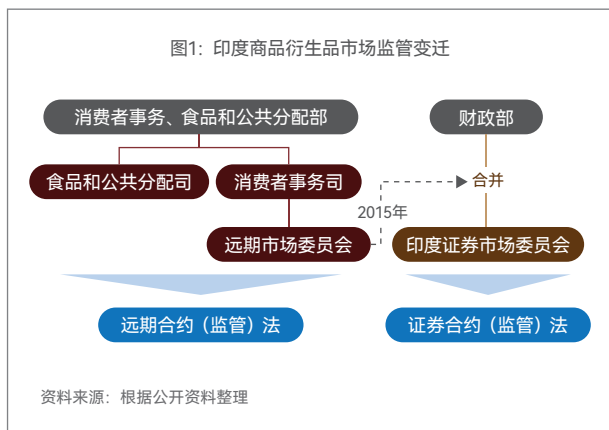 图1：印度商品衍生品市场监管变迁
消费者事务、食品和公共分配部
财政部
食品和公共分配司
消费者事务司
合并
2015年
远期市场委员会
印度证券市场委员会
远期合约（监管）法
证券合约（监管）法
资料来源：根据公开资料整理